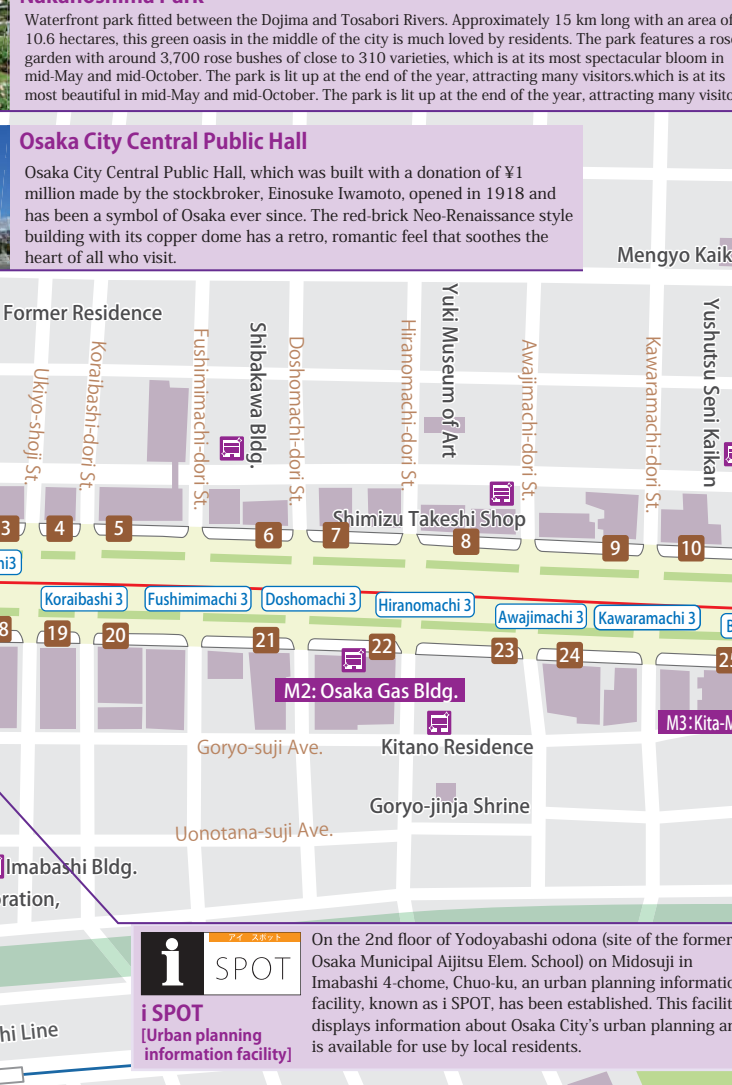 Nakanoshima Park
Waterfront park fitted between the Dojima and Tosabori Rivers. Approximately 15 km long with an area of
10.6 hectares, this green oasis in the middle of the city is much loved by residents. The park features a rose
garden with around 3,700 rose bushes of close to 310 varieties, which is at its most spectacular bloom in
mid-May and mid-October. The park is lit up at the end of the year, attracting many visitors.which is at its
most beautiful in mid-May and mid-October. The park is lit up at the end of the year, attracting many visito
Osaka City Central Public Hall
Osaka City Central Public Hall, which was built with a donation of ¥1
million made by the stockbroker, Einosuke Iwamoto, opened in 1918 and
has been a symbol of Osaka ever since. The red-brick Neo-Renaissance style
building with its copper dome has a retro, romantic feel that soothes the
heart of all who visit.
Mengyo Kaik
Former Residence
Ukiyo-shoji St.
Koraibashi-dori St.
Fushimimachi-dori St.
Shibakawa Bldg.
Doshomachi-dori St.
Hiranomachi-dori St.
Yuki Museum of Art
Awajimachi-dori St.
Kawaramachi-dori St.
Yushutsu Seni Kaikan
Shimizu Takeshi Shop
3
4
5
6
7
8
9
10
hi3
Koraibashi 3
Fushimimachi 3
Doshomachi 3
Hiranomachi 3
Awajimachi 3
Kawaramachi 3
B
8
19
20
21
22
23
24
25
M2: Osaka Gas Bldg.
M3:Kita-M
Goryo-suji Ave.
Kitano Residence
Goryo-jinja Shrine
Uonotana-suji Ave.
Imabashi Bldg.
ration,
hi Line
アイ スポット
i SPOT
i SPOT
[Urban planning
information facility]
On the 2nd floor of Yodoyabashi odona (site of the former
Osaka Municipal Aijitsu Elem. School) on Midosuji in
Imabashi 4-chome, Chuo-ku, an urban planning informatio
facility, known as i SPOT, has been established. This facilit
displays information about Osaka City's urban planning an
is available for use by local residents.